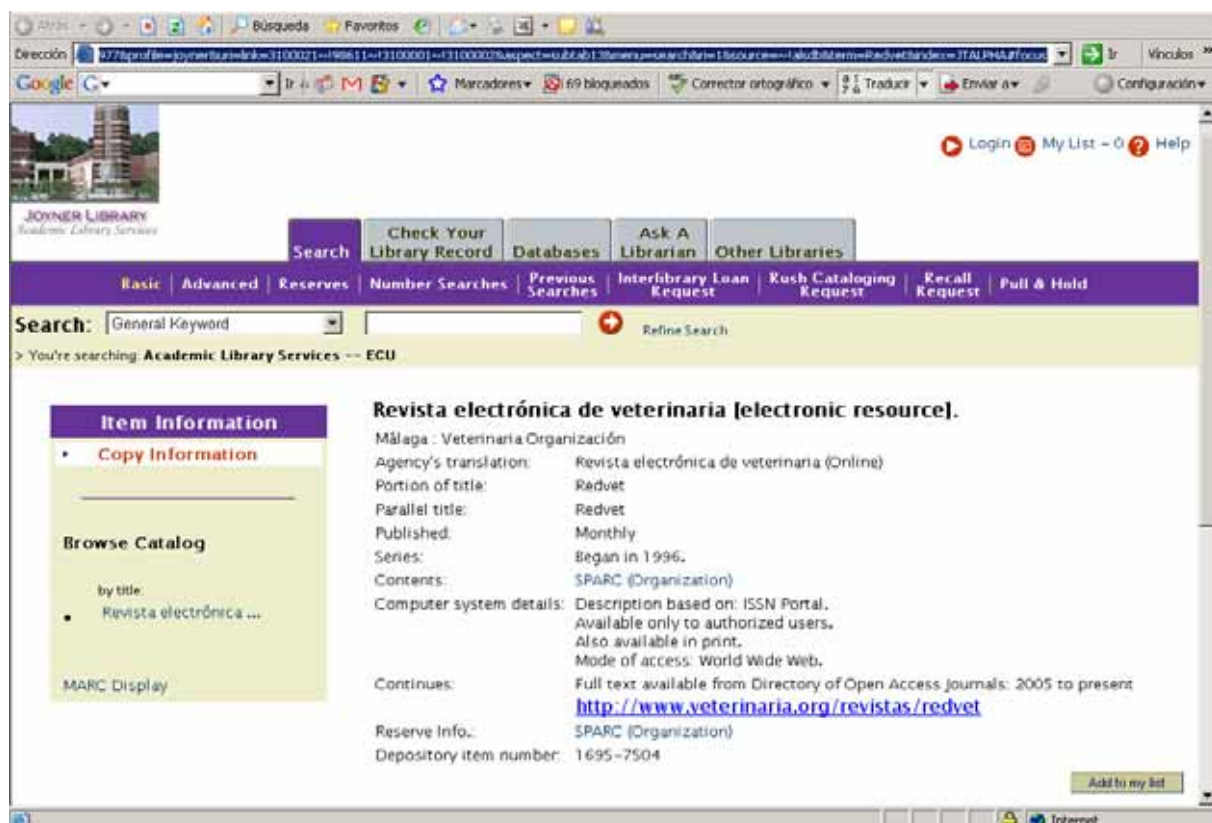 Atrás
Búsqueda Favoritos
Dirección Ir Vínculos »
Google G Ir Marcadores 69 bloqueados Corrector ortográfico Traducir Enviar a Configuración
Login My List - 0 Help
JOYNER LIBRARY
Academic Library Services
Search Check Your Library Record Databases Ask A Librarian Other Libraries
Basic | Advanced | Reserves | Number Searches | Previous Searches | Interlibrary Loan Request | Rush Cataloging Request | Recall Request | Pull & Hold
Search: General Keyword Refine Search
> You're searching: Academic Library Services -- ECU
Item Information
Copy Information
Browse Catalog
by title:
Revista electrónica ...
MARC Display
Revista electrónica de veterinaria [electronic resource].
Málaga : Veterinaria Organización
Agency's translation: Revista electrónica de veterinaria (Online)
Portion of title: Redvet
Parallel title: Redvet
Published: Monthly
Series: Began in 1996.
Contents: SPARC (Organization)
Computer system details: Description based on: ISSN Portal.
Available only to authorized users.
Also available in print.
Mode of access: World Wide Web.
Continues: Full text available from Directory of Open Access Journals: 2005 to present
http://www.veterinaria.org/revistas/redvet
Reserve Info.: SPARC (Organization)
Depository item number: 1695-7504
Add to my list
Internet